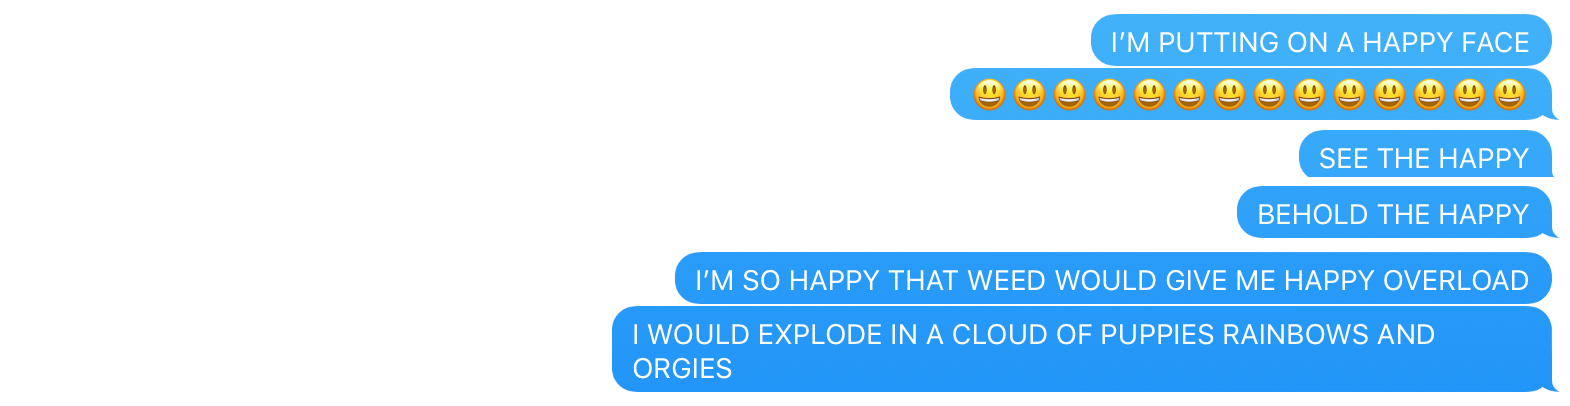 I’M PUTTING ON A HAPPY FACE
😃😃😃😃😃😃😃😃😃😃😃😃😃😃
SEE THE HAPPY
BEHOLD THE HAPPY
I’M SO HAPPY THAT WEED WOULD GIVE ME HAPPY OVERLOAD
I WOULD EXPLODE IN A CLOUD OF PUPPIES RAINBOWS AND
ORGIES